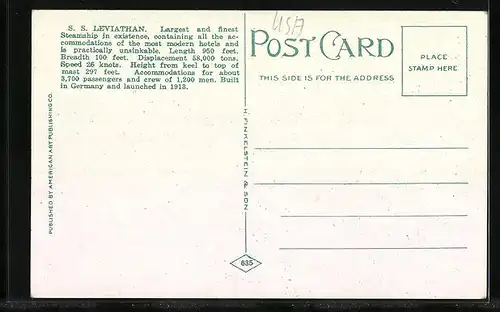 S. S. LEVIATHAN. Largest and finest
Steamship in existence, containing all the ac-
commodations of the most modern hotels and
is practically unsinkable. Length 950 feet.
Breadth 100 feet. Displacement 58,000 tons.
Speed 26 knots. Height from keel to top of
mast 297 feet. Accommodations for about
3,700 passengers and crew of 1,200 men. Built
in Germany and launched in 1913.
PUBLISHED BY AMERICAN ART PUBLISHING CO.
H. FINKELSTEIN & SON
635
USA
POST CARD
THIS SIDE IS FOR THE ADDRESS
PLACE
STAMP HERE